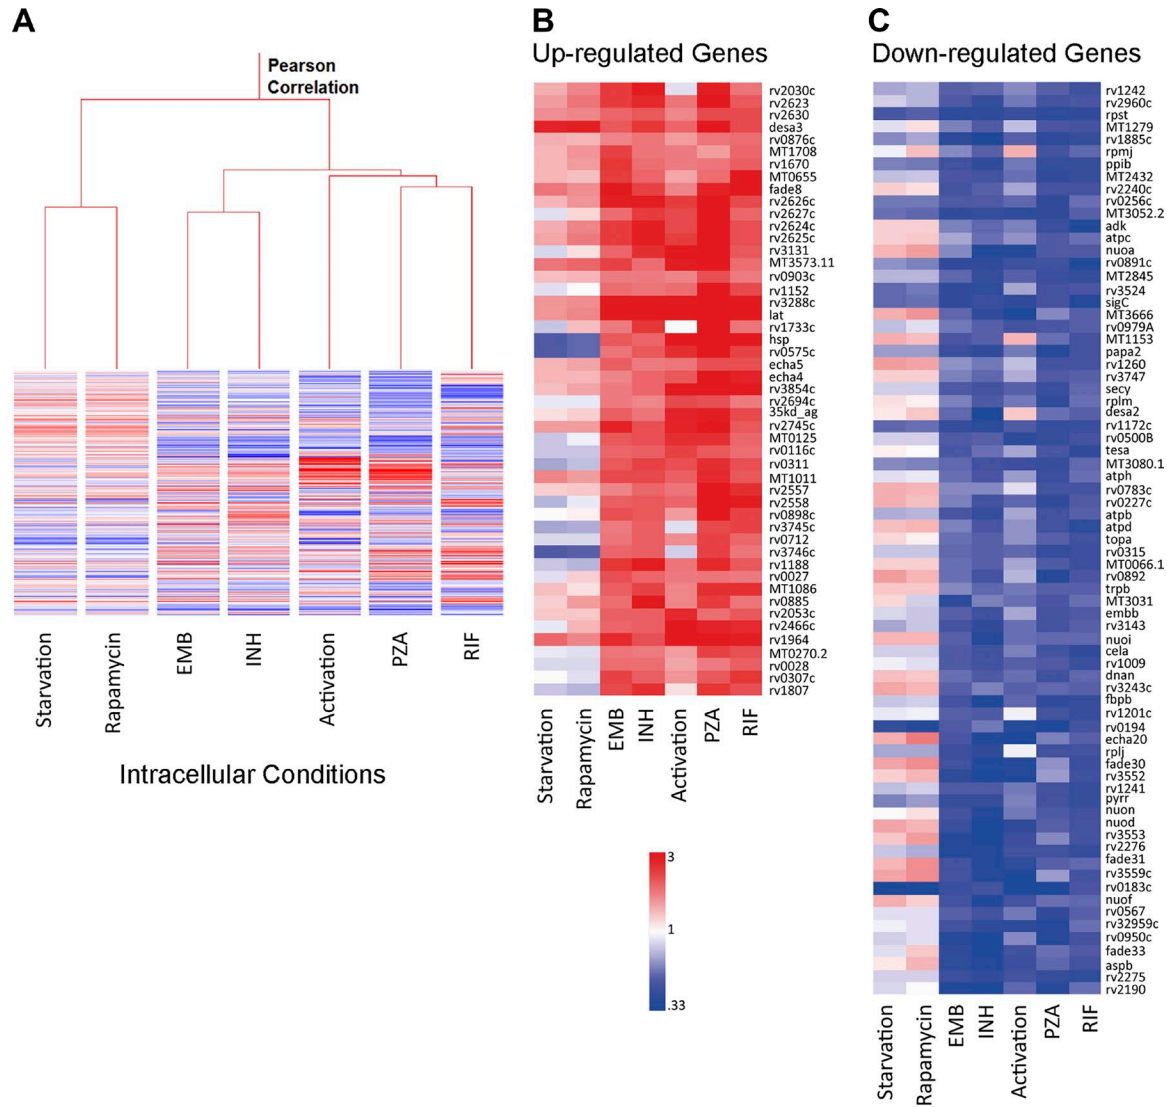 A
Pearson
Correlation
Starvation
Rapamycin
EMB
INH
Activation
PZA
RIF
Intracellular Conditions
B
Up-regulated Genes
rv2030c
rv2623
rv2630
desa3
rv0876c
MT1708
rv1670
MT0655
fade8
rv2626c
rv2627c
rv2624c
rv2625c
rv3131
MT3573.11
rv0903c
rv1152
rv3288c
lat
rv1733c
hsp
rv0575c
echa5
echa4
rv3854c
rv2694c
35kd_ag
rv2745c
MT0125
rv0116c
rv0311
MT1011
rv2557
rv2558
rv0898c
rv3745c
rv0712
rv3746c
rv1188
rv0027
MT1086
rv0885
rv2053c
rv2466c
rv1964
MT0270.2
rv0028
rv0307c
rv1807
Starvation
Rapamycin
EMB
INH
Activation
PZA
RIF
3
1
.33
C
Down-regulated Genes
rv1242
rv2960c
rpst
MT1279
rv1885c
rpmj
ppib
MT2432
rv2240c
rv0256c
MT3052.2
adk
atpc
nuoa
rv0891c
MT2845
rv3524
sigC
MT3666
rv0979A
MT1153
papa2
rv1260
rv3747
secy
rplm
desa2
rv1172c
rv0500B
tesa
MT3080.1
atph
rv0783c
rv0227c
atpb
atpd
topa
rv0315
MT0066.1
rv0892
trpb
MT3031
embb
rv3143
nuoi
cela
rv1009
dnan
rv3243c
fbpb
rv1201c
rv0194
echa20
rplj
fade30
rv3552
rv1241
pyrr
nuon
nuod
rv3553
rv2276
fade31
rv3559c
rv0183c
nuof
rv0567
rv32959c
rv0950c
fade33
aspb
rv2275
rv2190
Starvation
Rapamycin
EMB
INH
Activation
PZA
RIF